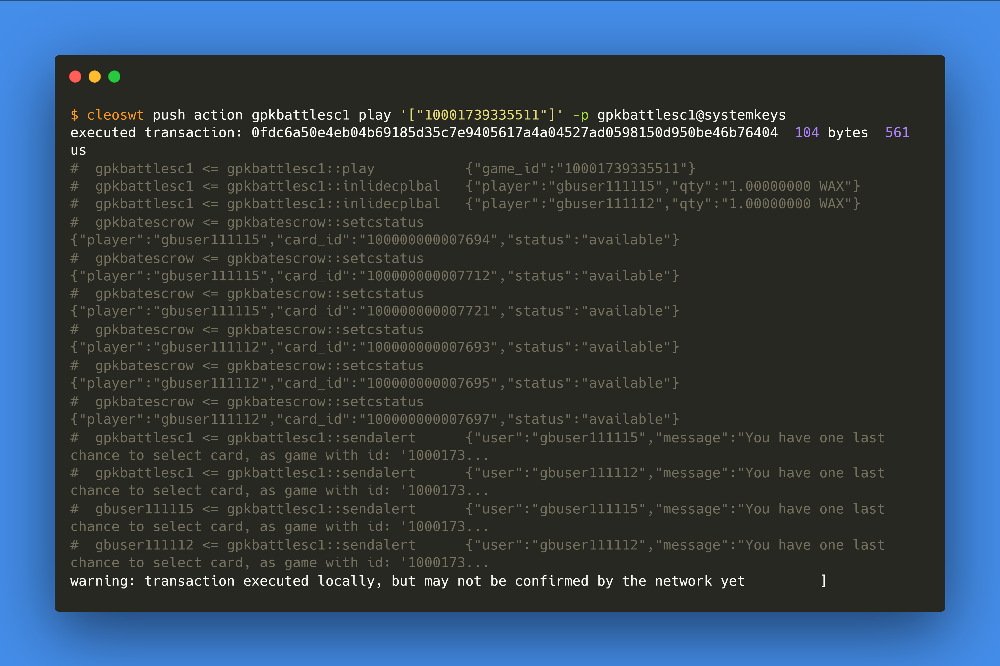 $ cleoswt push action gpkbattlesc1 play '["10001739335511"]' -p gpkbattlesc1@systemkeys
executed transaction: 0fdc6a50e4eb04b69185d35c7e9405617a4a04527ad0598150d950be46b76404  104 bytes  561
us
#  gpkbattlesc1 <= gpkbattlesc1::play           {"game_id":"10001739335511"}
#  gpkbattlesc1 <= gpkbattlesc1::inlidecplbal   {"player":"gbuser111115","qty":"1.00000000 WAX"}
#  gpkbattlesc1 <= gpkbattlesc1::inlidecplbal   {"player":"gbuser111112","qty":"1.00000000 WAX"}
#  gpkbatescrow <= gpkbatescrow::setcstatus
{"player":"gbuser111115","card_id":"100000000007694","status":"available"}
#  gpkbatescrow <= gpkbatescrow::setcstatus
{"player":"gbuser111115","card_id":"100000000007712","status":"available"}
#  gpkbatescrow <= gpkbatescrow::setcstatus
{"player":"gbuser111115","card_id":"100000000007721","status":"available"}
#  gpkbatescrow <= gpkbatescrow::setcstatus
{"player":"gbuser111112","card_id":"100000000007693","status":"available"}
#  gpkbatescrow <= gpkbatescrow::setcstatus
{"player":"gbuser111112","card_id":"100000000007695","status":"available"}
#  gpkbatescrow <= gpkbatescrow::setcstatus
{"player":"gbuser111112","card_id":"100000000007697","status":"available"}
#  gpkbattlesc1 <= gpkbattlesc1::sendalert      {"user":"gbuser111115","message":"You have one last
chance to select card, as game with id: '1000173...
#  gpkbattlesc1 <= gpkbattlesc1::sendalert      {"user":"gbuser111112","message":"You have one last
chance to select card, as game with id: '1000173...
#  gbuser111115 <= gpkbattlesc1::sendalert      {"user":"gbuser111115","message":"You have one last
chance to select card, as game with id: '1000173...
#  gbuser111112 <= gpkbattlesc1::sendalert      {"user":"gbuser111112","message":"You have one last
chance to select card, as game with id: '1000173...
warning: transaction executed locally, but may not be confirmed by the network yet         ]